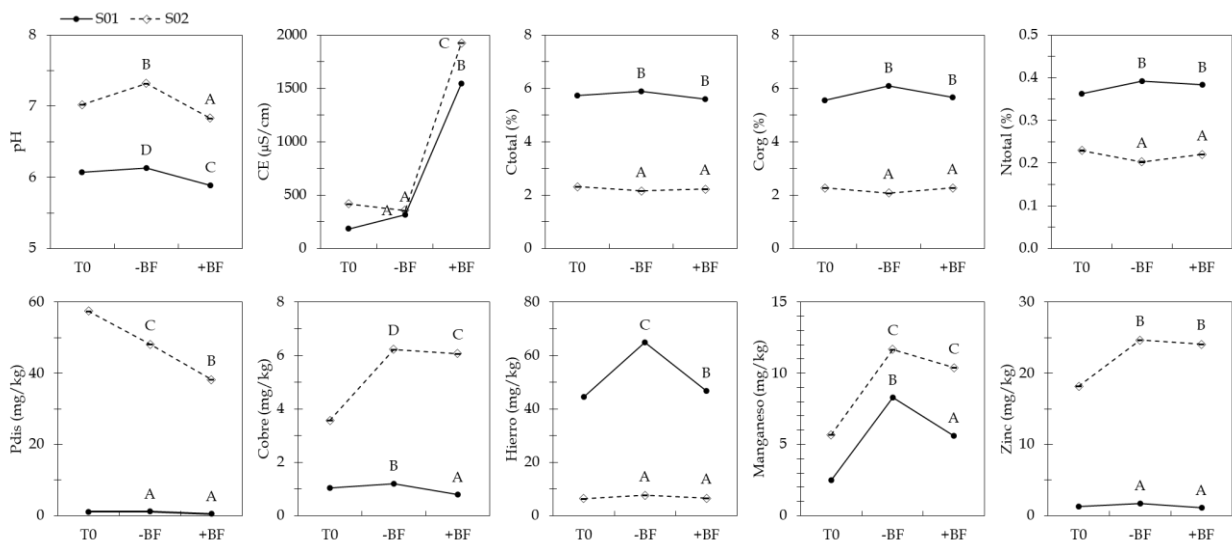 S01 S02
pH
8
7
6
5
B
A
D
C
T0 -BF +BF
CE (µS/cm)
2000
1500
1000
500
0
C
B
A
A
T0 -BF +BF
Ctotal (%)
8
6
4
2
0
B
B
A
A
T0 -BF +BF
Corg (%)
8
6
4
2
0
B
B
A
A
T0 -BF +BF
Ntotal (%)
0.5
0.4
0.3
0.2
0.1
0.0
B
B
A
A
T0 -BF +BF
Pdis (mg/kg)
60
40
20
0
C
B
A
A
T0 -BF +BF
Cobre (mg/kg)
8
6
4
2
0
D
C
B
A
T0 -BF +BF
Hierro (mg/kg)
80
60
40
20
0
C
B
A
A
T0 -BF +BF
Manganeso (mg/kg)
15
10
5
0
C
C
B
A
T0 -BF +BF
Zinc (mg/kg)
30
20
10
0
B
B
A
A
T0 -BF +BF